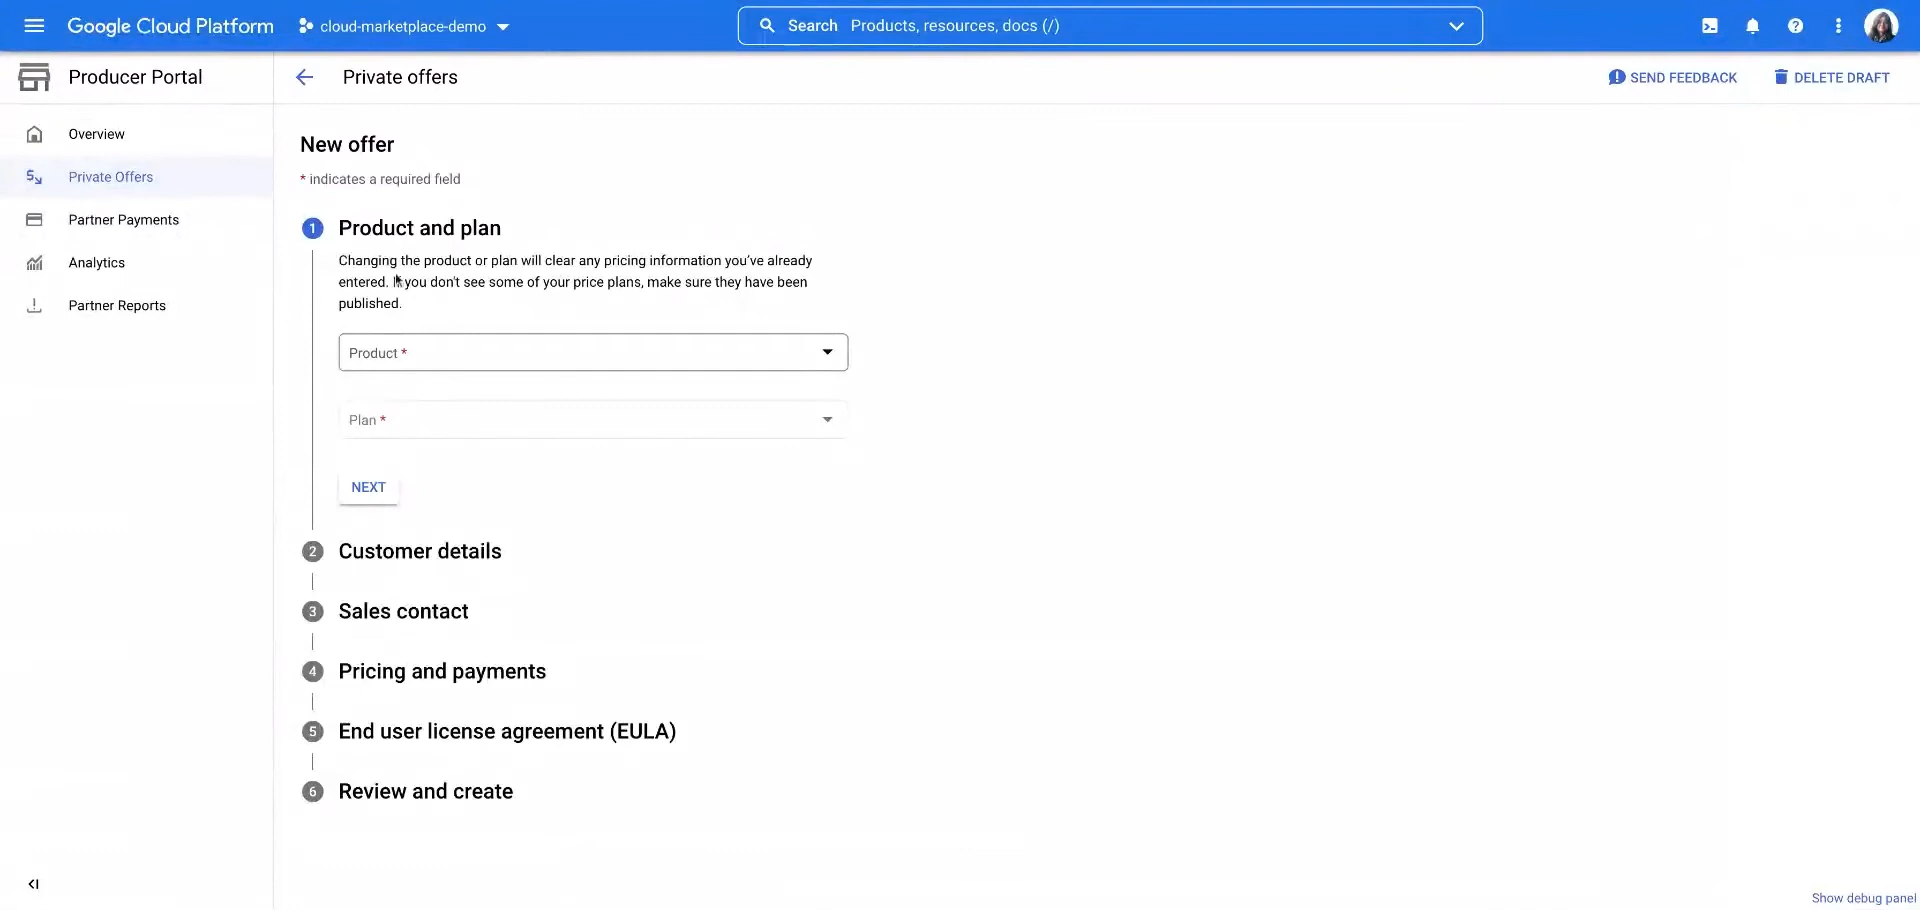 Google Cloud Platform
cloud-marketplace-demo
Search Products, resources, docs (/)
Producer Portal
Private offers
SEND FEEDBACK
DELETE DRAFT
Overview
Private Offers
Partner Payments
Analytics
Partner Reports
New offer
* indicates a required field
1 Product and plan
Changing the product or plan will clear any pricing information you've already
entered. If you don't see some of your price plans, make sure they have been
published.
Product *
Plan *
NEXT
2 Customer details
3 Sales contact
4 Pricing and payments
5 End user license agreement (EULA)
6 Review and create
Show debug panel